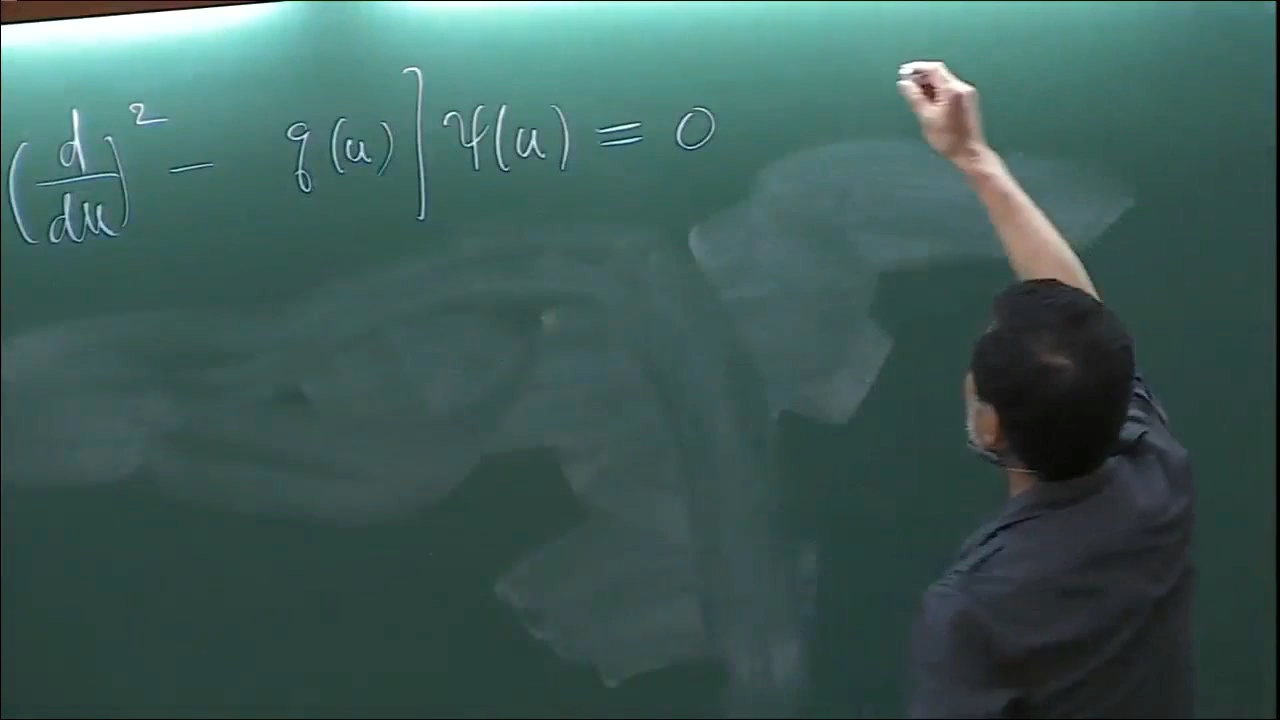 (d/du)² - q(u)] ψ(u) = 0